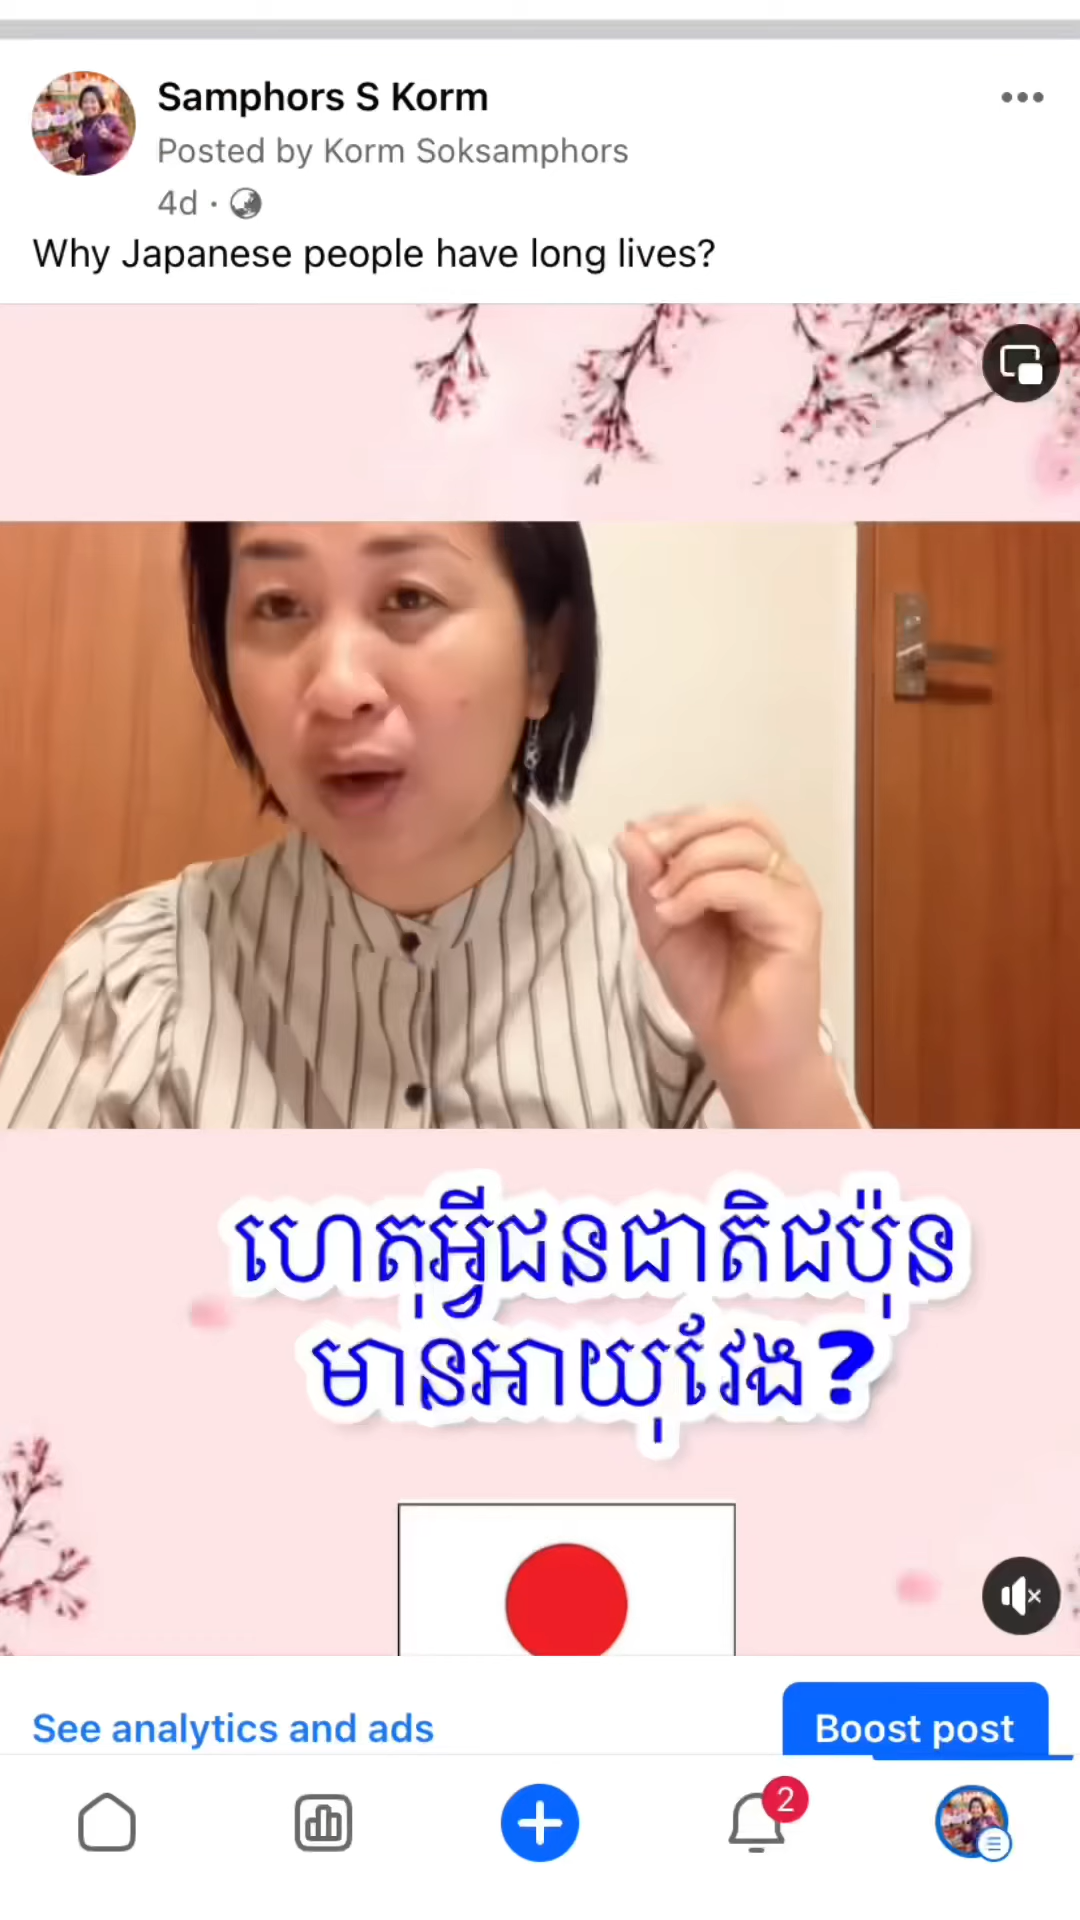 Samphors S Korm
Posted by Korm Soksamphors
4d ·
Why Japanese people have long lives?
ហេតុអ្វីជនជាតិជប៉ុន
មានអាយុវែង?
See analytics and ads
Boost post
2